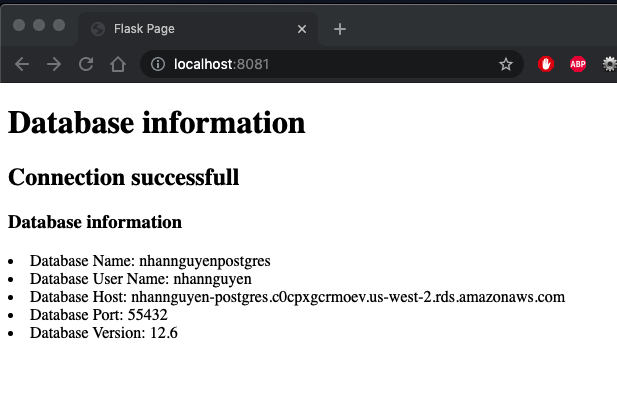 Flask Page
localhost:8081
ABP
Database information
Connection successfull
Database information
Database Name: nhannguyenpostgres
Database User Name: nhannguyen
Database Host: nhannguyen-postgres.c0cpxgcrmoev.us-west-2.rds.amazonaws.com
Database Port: 55432
Database Version: 12.6